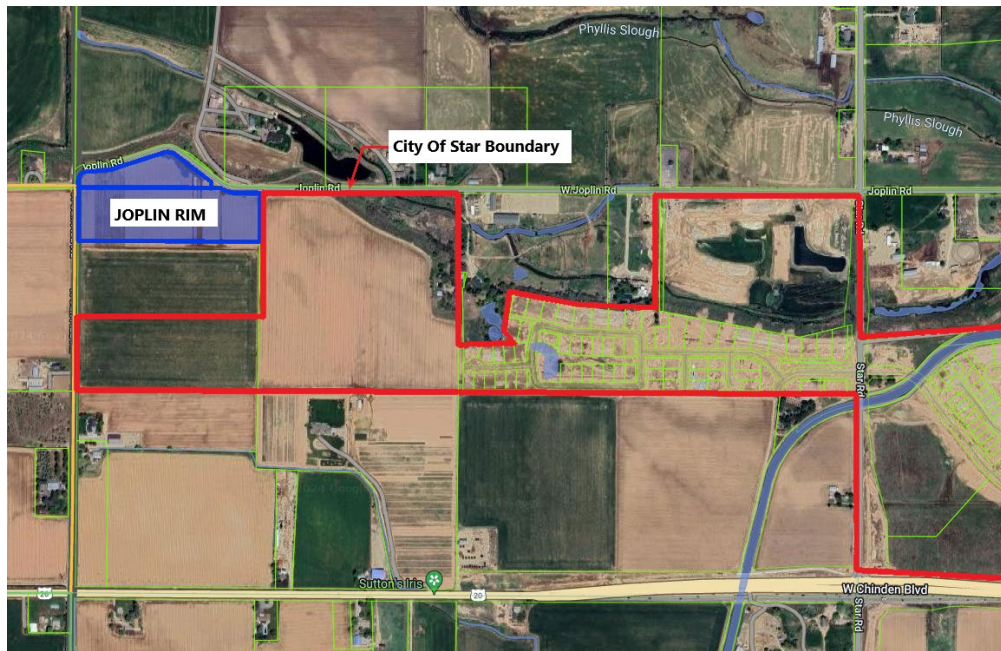 Phyllis Slough
Phyllis Slough
City Of Star Boundary
Joplin Rd
Joplin Rd
W Joplin Rd
Joplin Rd
JOPLIN RIM
Star Rd
Sutton's Iris
20
20
W Chinden Blvd
Star Rd